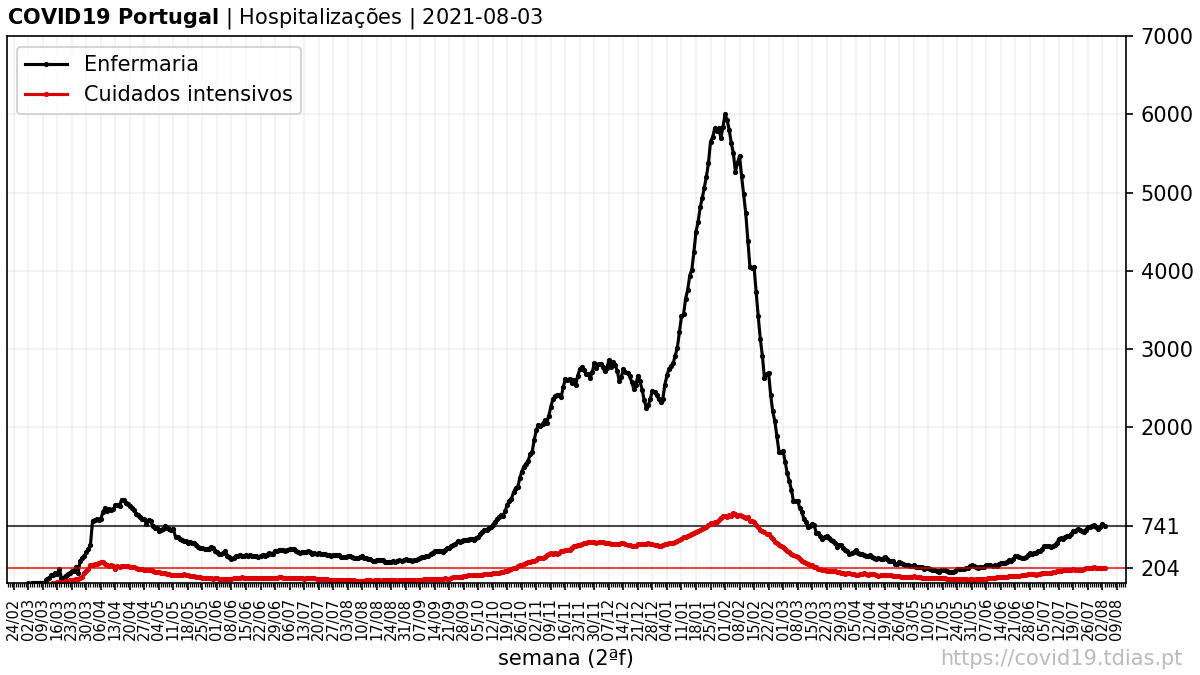 COVID19 Portugal | Hospitalizações | 2021-08-03
Enfermaria
Cuidados intensivos
7000
6000
5000
4000
3000
2000
741
204
24/02 02/03 09/03 16/03 23/03 30/03 06/04 13/04 20/04 27/04 04/05 11/05 18/05 25/05 01/06 08/06 15/06 22/06 29/06 06/07 13/07 20/07 27/07 03/08 10/08 17/08 24/08 31/08 07/09 14/09 21/09 28/09 05/10 12/10 19/10 26/10 02/11 09/11 16/11 23/11 30/11 07/12 14/12 21/12 28/12 04/01 11/01 18/01 25/01 01/02 08/02 15/02 22/02 01/03 08/03 15/03 22/03 29/03 05/04 12/04 19/04 26/04 03/05 10/05 17/05 24/05 31/05 07/06 14/06 21/06 28/06 05/07 12/07 19/07 26/07 02/08 09/08
semana (2ªf)
https://covid19.tdias.pt